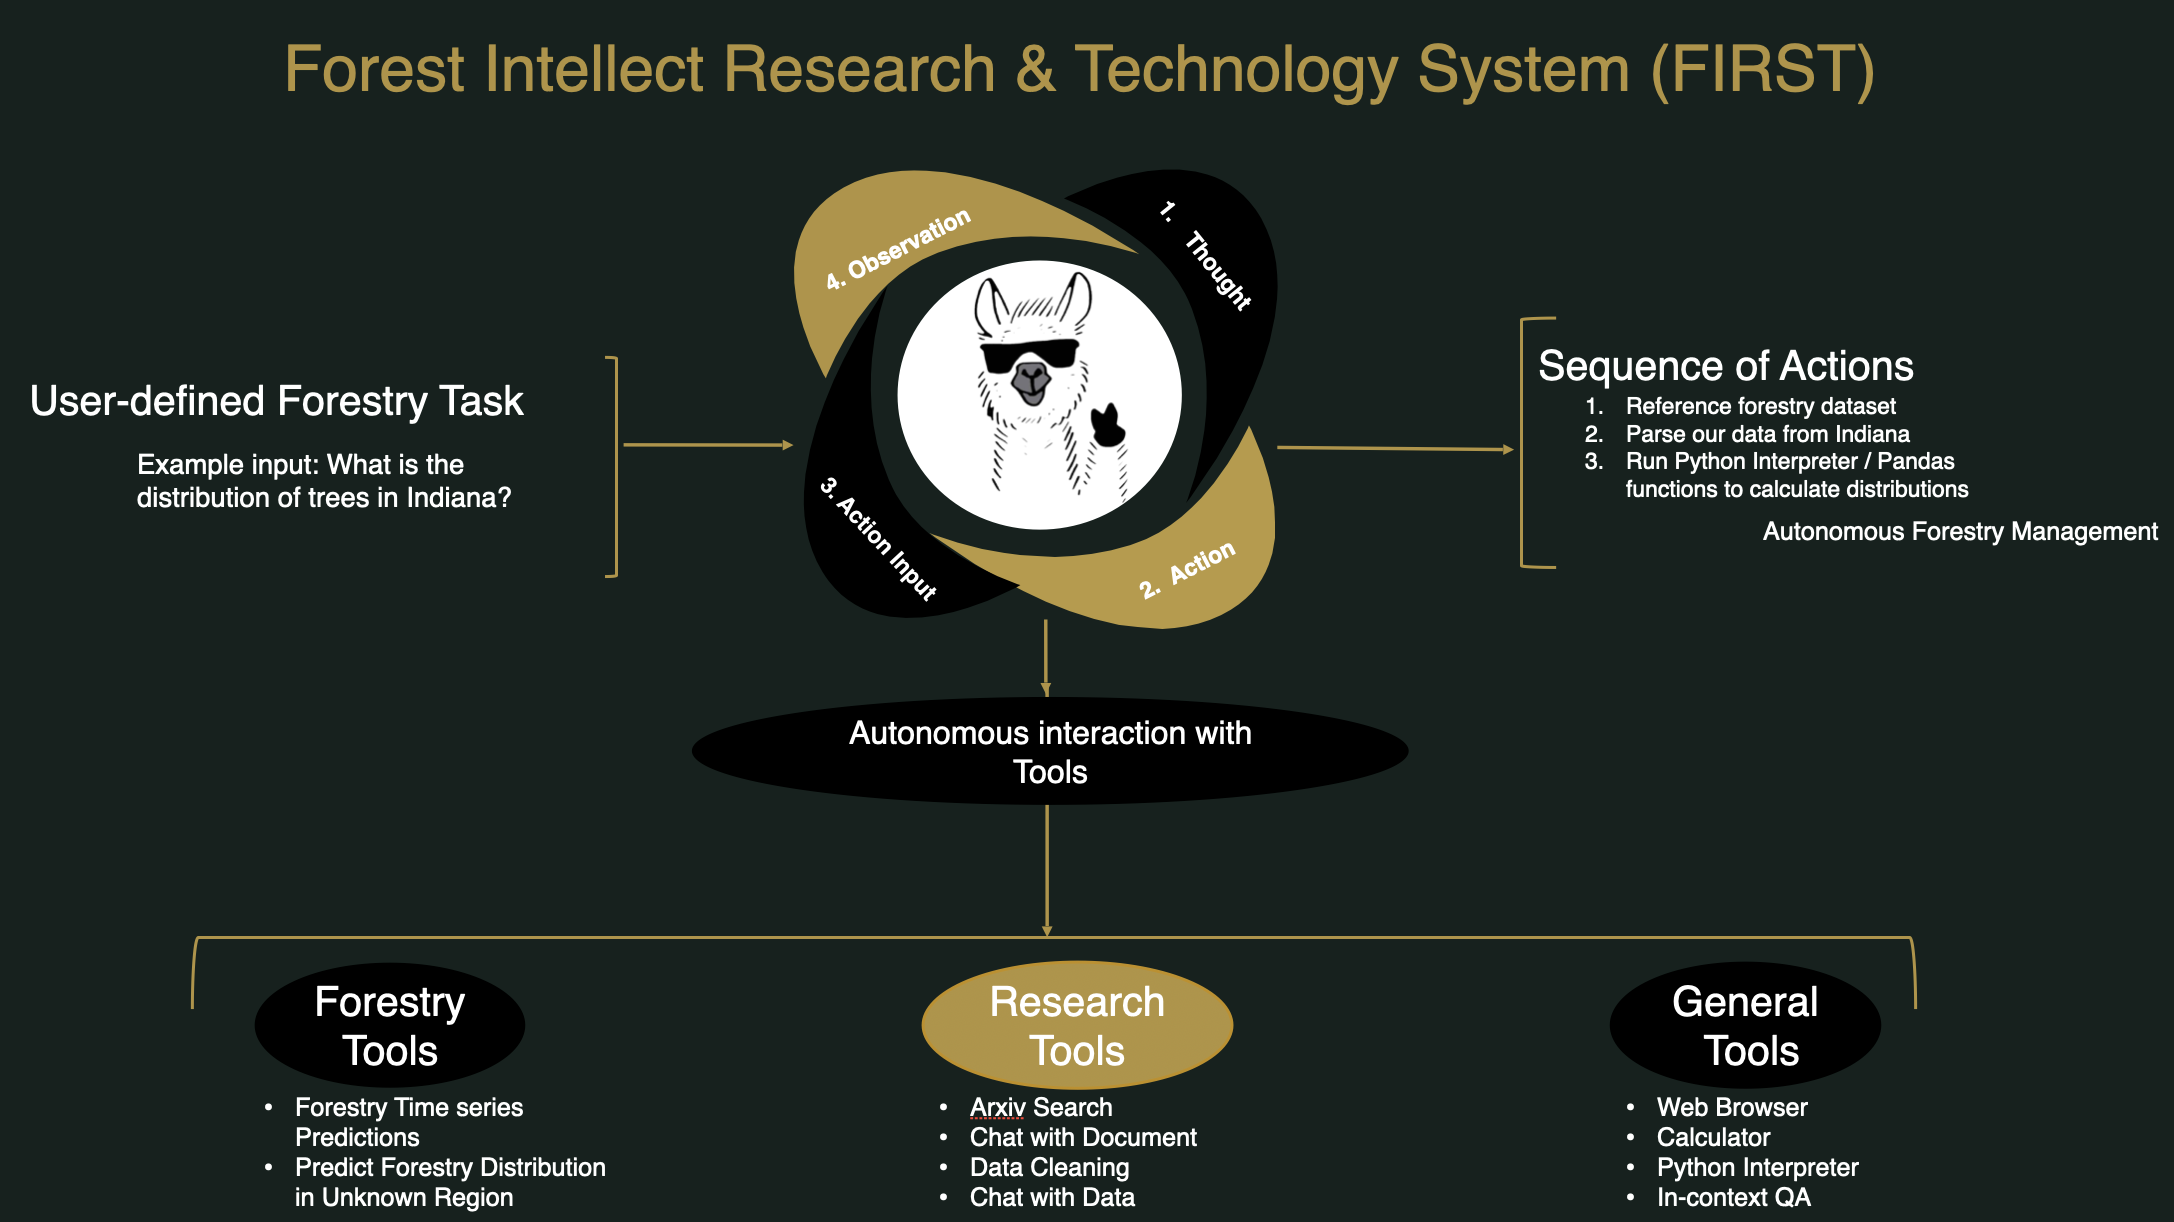 Forest Intellect Research & Technology System (FIRST)
4. Observation
1. Thought
3. Action Input
2. Action
User-defined Forestry Task
Example input: What is the
distribution of trees in Indiana?
Sequence of Actions
1. Reference forestry dataset
2. Parse our data from Indiana
3. Run Python Interpreter / Pandas
functions to calculate distributions
Autonomous Forestry Management
Autonomous interaction with
Tools
Forestry
Tools
• Forestry Time series
Predictions
• Predict Forestry Distribution
in Unknown Region
Research
Tools
• Arxiv Search
• Chat with Document
• Data Cleaning
• Chat with Data
General
Tools
• Web Browser
• Calculator
• Python Interpreter
• In-context QA